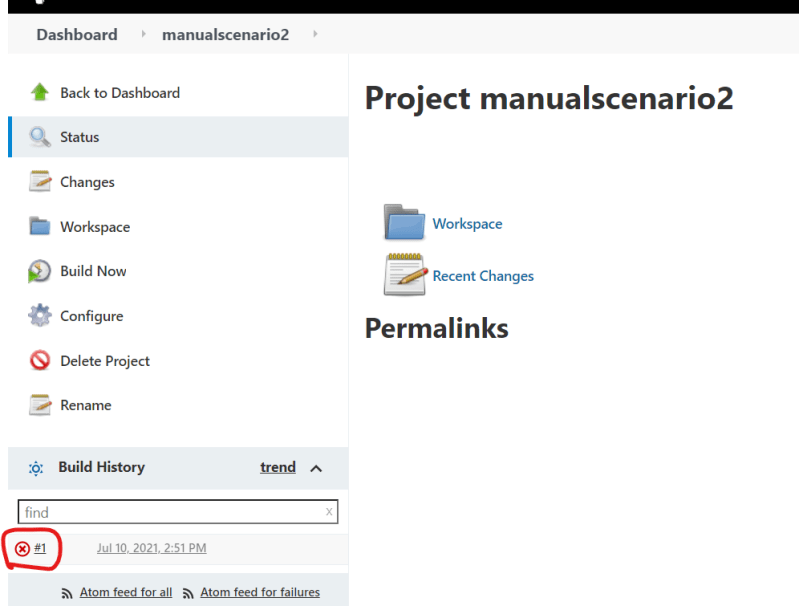 Dashboard manualscenario2
Back to Dashboard
Status
Changes
Workspace
Build Now
Configure
Delete Project
Rename
Build History trend
find x
#1 Jul 10, 2021, 2:51 PM
Atom feed for all Atom feed for failures
Project manualscenario2
Workspace
Recent Changes
Permalinks